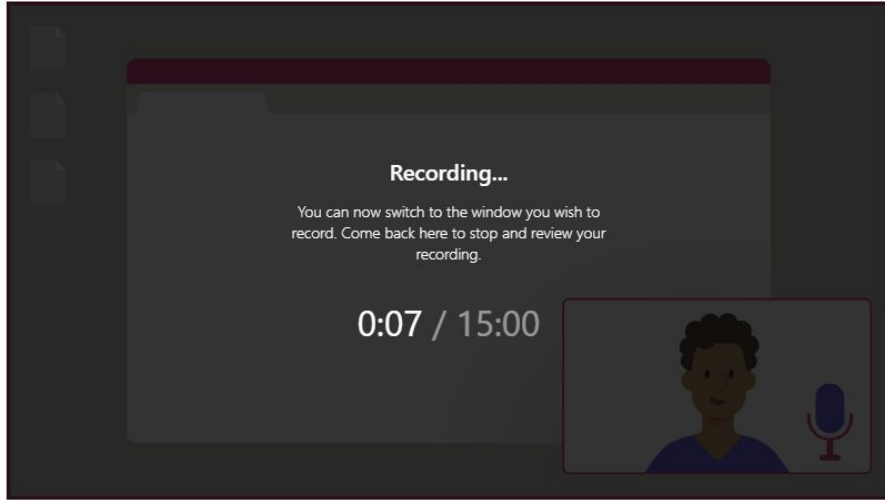 Recording...
You can now switch to the window you wish to
record. Come back here to stop and review your
recording.
0:07 / 15:00